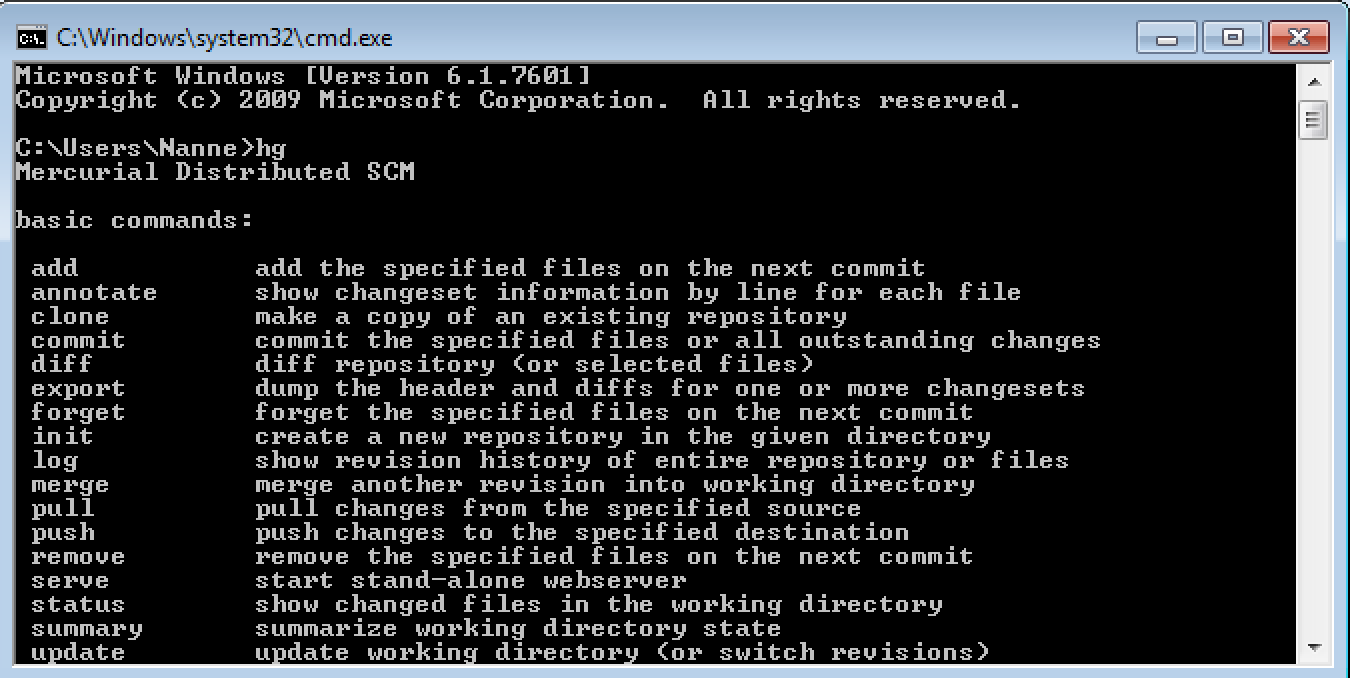 C:\Windows\system32\cmd.exe
Microsoft Windows [Version 6.1.7601]
Copyright (c) 2009 Microsoft Corporation.  All rights reserved.
C:\Users\Nanne>hg
Mercurial Distributed SCM
basic commands:
add           add the specified files on the next commit
annotate      show changeset information by line for each file
clone         make a copy of an existing repository
commit        commit the specified files or all outstanding changes
diff          diff repository (or selected files)
export        dump the header and diffs for one or more changesets
forget        forget the specified files on the next commit
init          create a new repository in the given directory
log           show revision history of entire repository or files
merge         merge another revision into working directory
pull          pull changes from the specified source
push          push changes to the specified destination
remove        remove the specified files on the next commit
serve         start stand-alone webserver
status        show changed files in the working directory
summary       summarize working directory state
update        update working directory (or switch revisions)